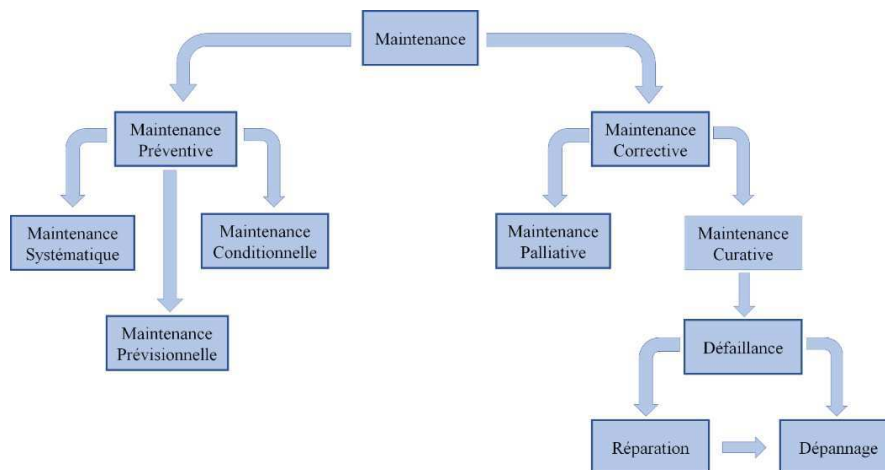 Maintenance
Maintenance
Préventive
Maintenance
Corrective
Maintenance
Systématique
Maintenance
Conditionnelle
Maintenance
Palliative
Maintenance
Curative
Maintenance
Prévisionnelle
Défaillance
Réparation
Dépannage